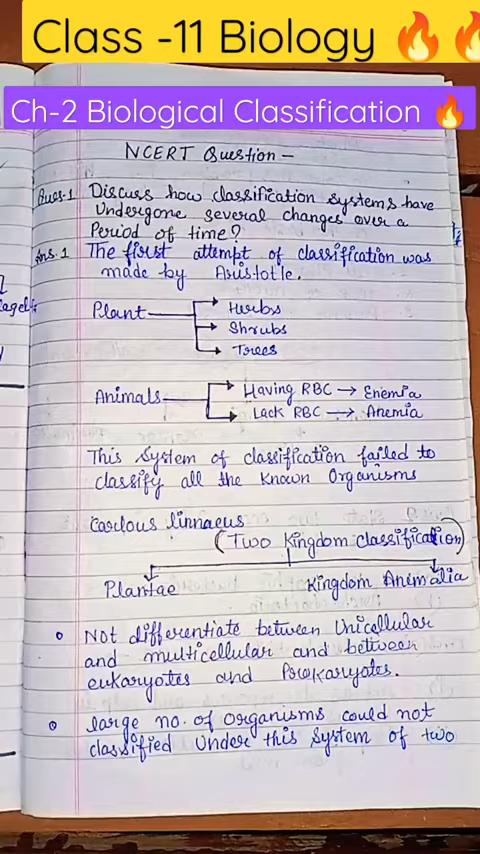 Class -11 Biology 🔥🔥
Ch-2 Biological Classification 🔥
NCERT Question -
Ques.1 Discuss how classification systems have
Undergone several changes over a
Period of time?
Ans.1 The first attempt of classification was
made by Aristotle.
Plant
Herbs
Shrubs
Trees
Animals
Having RBC → Enemia
Lack RBC → Anemia
This System of classification failed to
classify all the Known Organisms
Carolous linnaeus
(Two Kingdom classification)
Plantae
Kingdom Animalia
Not differentiate between Unicellular
and multicellular and between
eukaryotes and Prokaryotes.
large no. of organisms could not
classified Under this System of two